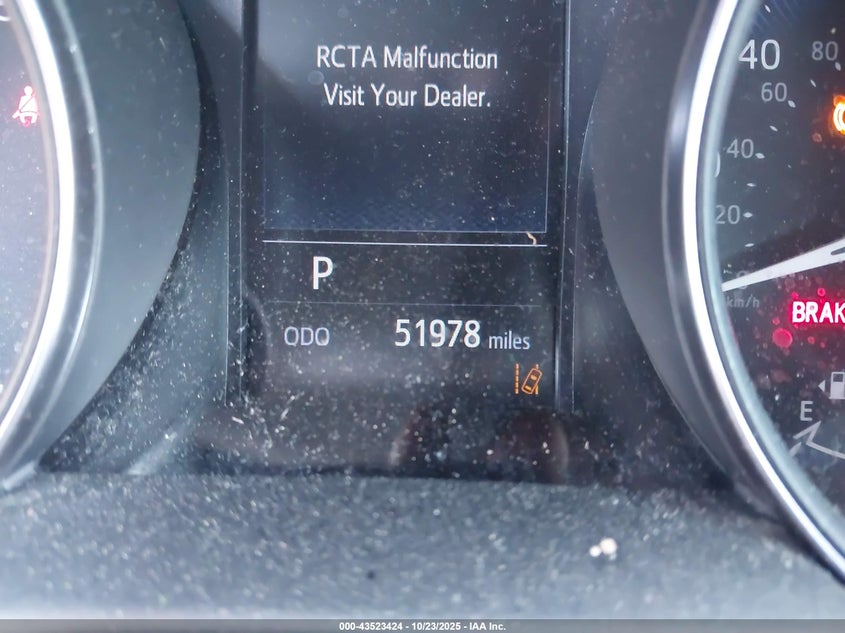 RCTA Malfunction
Visit Your Dealer.
P
ODO 51978 miles
40
80
60
40
20
km/h
BRAK
E
000-43523424 - 10/23/2025 - IAA Inc.